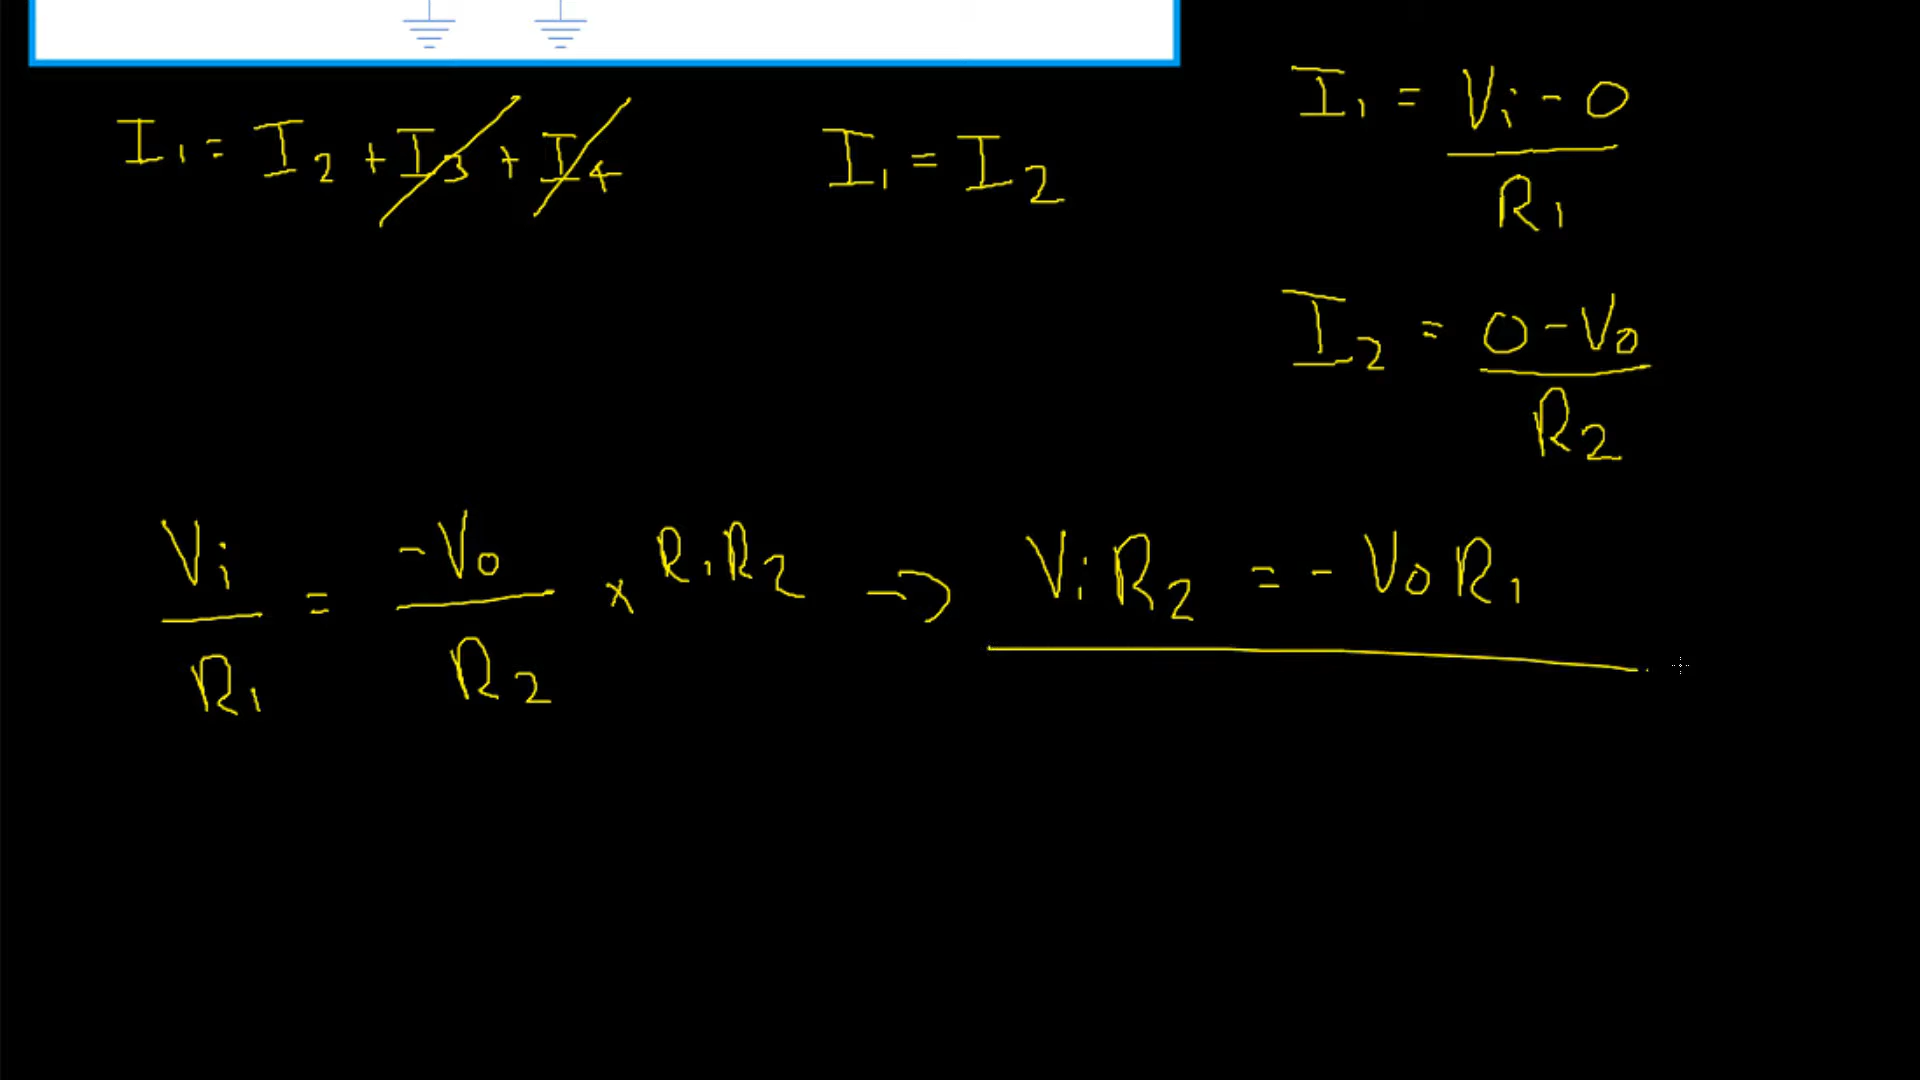 I1 = I2 + I3 + I4
I1 = I2
I1 = Vi - 0 / R1
I2 = 0 - Vo / R2
Vi / R1 = -Vo / R2 × R1R2 → ViR2 = - VoR1